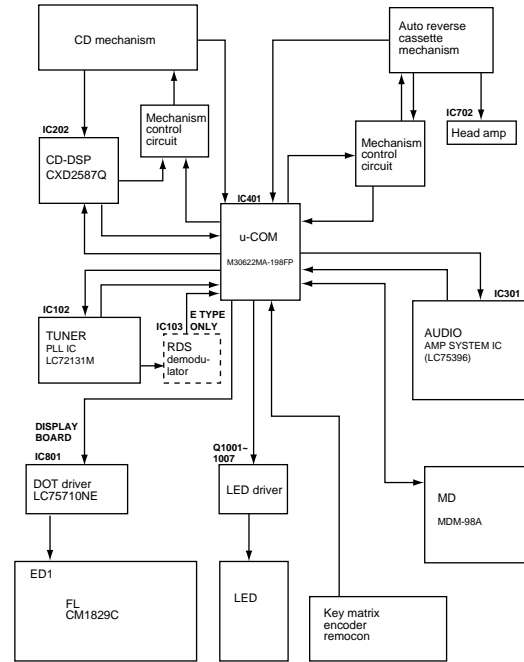 CD mechanism
Auto reverse
cassette
mechanism
IC202
Mechanism
control
circuit
IC702
Head amp
CD-DSP
CXD2587Q
Mechanism
control
circuit
IC401
u-COM
M30622MA-198FP
IC102
TUNER
PLL IC
LC72131M
E TYPE
ONLY
IC103
RDS
demodu-
lator
IC301
AUDIO
AMP SYSTEM IC
(LC75396)
DISPLAY
BOARD
IC801
DOT driver
LC75710NE
Q1001~
1007
LED driver
MD
MDM-98A
ED1
FL
CM1829C
LED
Key matrix
encoder
remocon